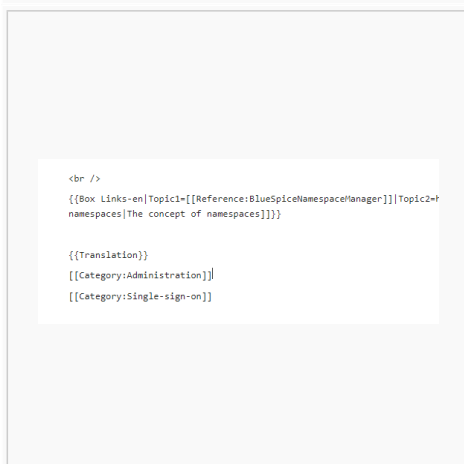 <br />
{{Box Links-en|Topic1=[[Reference:BlueSpiceNamespaceManager]]|Topic2=
namespaces|The concept of namespaces]]}}
{{Translation}}
[[Category:Administration]]
[[Category:Single-sign-on]]